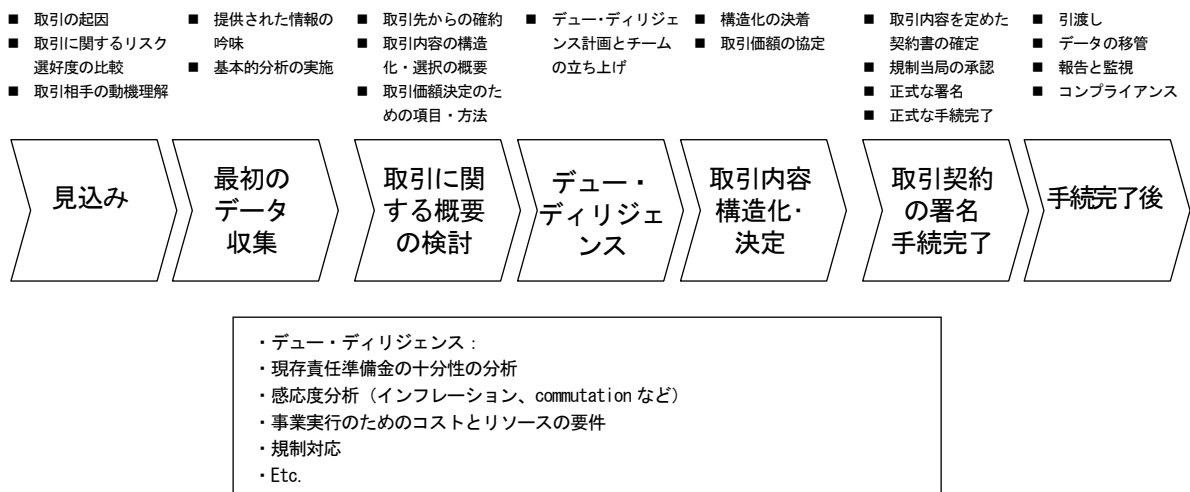 ■ 取引の起因
■ 取引に関するリスク
選好度の比較
■ 取引相手の動機理解
■ 提供された情報の
吟味
■ 基本的分析の実施
■ 取引先からの確約
■ 取引内容の構造
化・選択の概要
■ 取引価額決定のた
めの項目・方法
■ デュー・ディリジェ
ンス計画とチーム
の立ち上げ
■ 構造化の決着
■ 取引価額の協定
■ 取引内容を定めた
契約書の確定
■ 規制当局の承認
■ 正式な署名
■ 正式な手続完了
■ 引渡し
■ データの移管
■ 報告と監視
■ コンプライアンス
見込み
最初の
データ
収集
取引に関
する概要
の検討
デュー・
ディリジェ
ンス
取引内容
構造化・
決定
取引契約
の署名
手続完了
手続完了後
・デュー・ディリジェンス：
・現存責任準備金の十分性の分析
・感応度分析（インフレーション、commutation など）
・事業実行のためのコストとリソースの要件
・規制対応
・Etc.